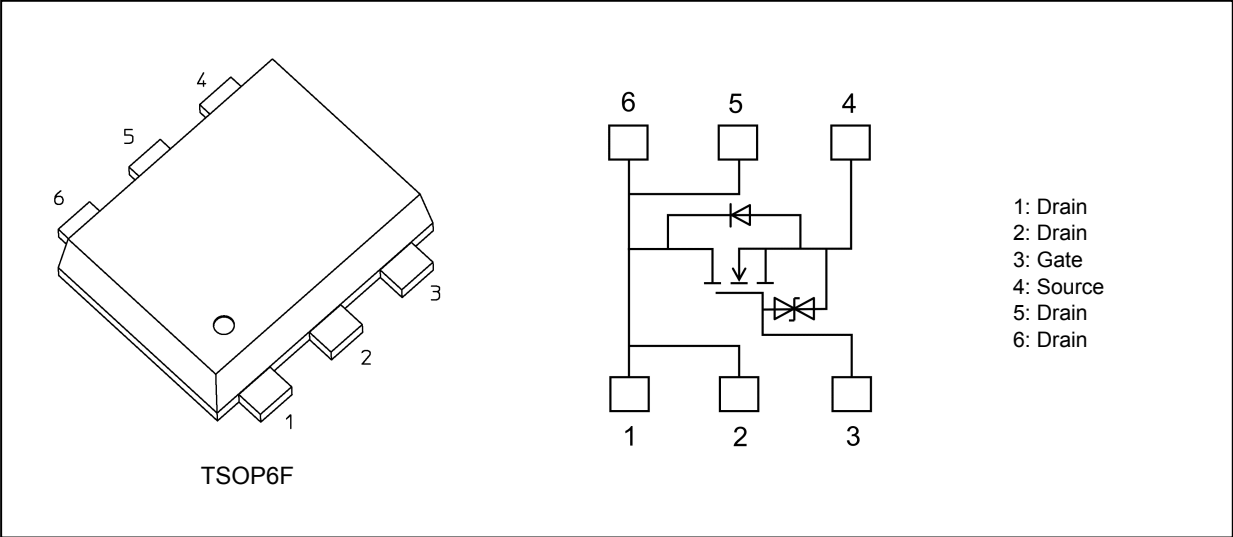 4
5
6
3
2
1
TSOP6F
6 5 4
1 2 3
1: Drain
2: Drain
3: Gate
4: Source
5: Drain
6: Drain